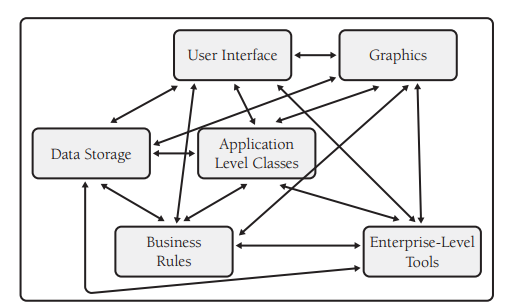 User Interface
Graphics
Data Storage
Application
Level Classes
Business
Rules
Enterprise-Level
Tools